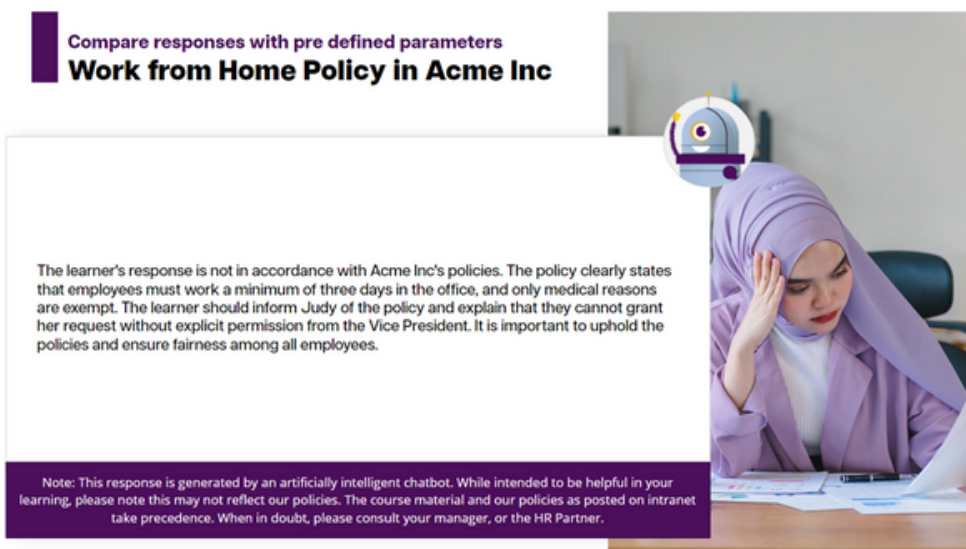 Compare responses with pre defined parameters
Work from Home Policy in Acme Inc
The learner's response is not in accordance with Acme Inc's policies. The policy clearly states
that employees must work a minimum of three days in the office, and only medical reasons
are exempt. The learner should inform Judy of the policy and explain that they cannot grant
her request without explicit permission from the Vice President. It is important to uphold the
policies and ensure fairness among all employees.
Note: This response is generated by an artificially intelligent chatbot. While intended to be helpful in your
learning, please note this may not reflect our policies. The course material and our policies as posted on intranet
take precedence. When in doubt, please consult your manager, or the HR Partner.